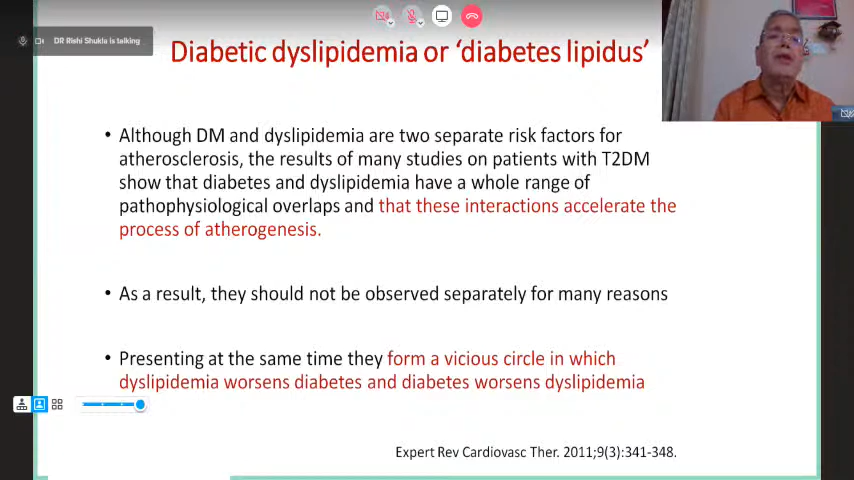 DR Rishi Shukla is talking
Diabetic dyslipidemia or ‘diabetes lipidus’
• Although DM and dyslipidemia are two separate risk factors for
atherosclerosis, the results of many studies on patients with T2DM
show that diabetes and dyslipidemia have a whole range of
pathophysiological overlaps and that these interactions accelerate the
process of atherogenesis.
• As a result, they should not be observed separately for many reasons
• Presenting at the same time they form a vicious circle in which
dyslipidemia worsens diabetes and diabetes worsens dyslipidemia
Expert Rev Cardiovasc Ther. 2011;9(3):341-348.